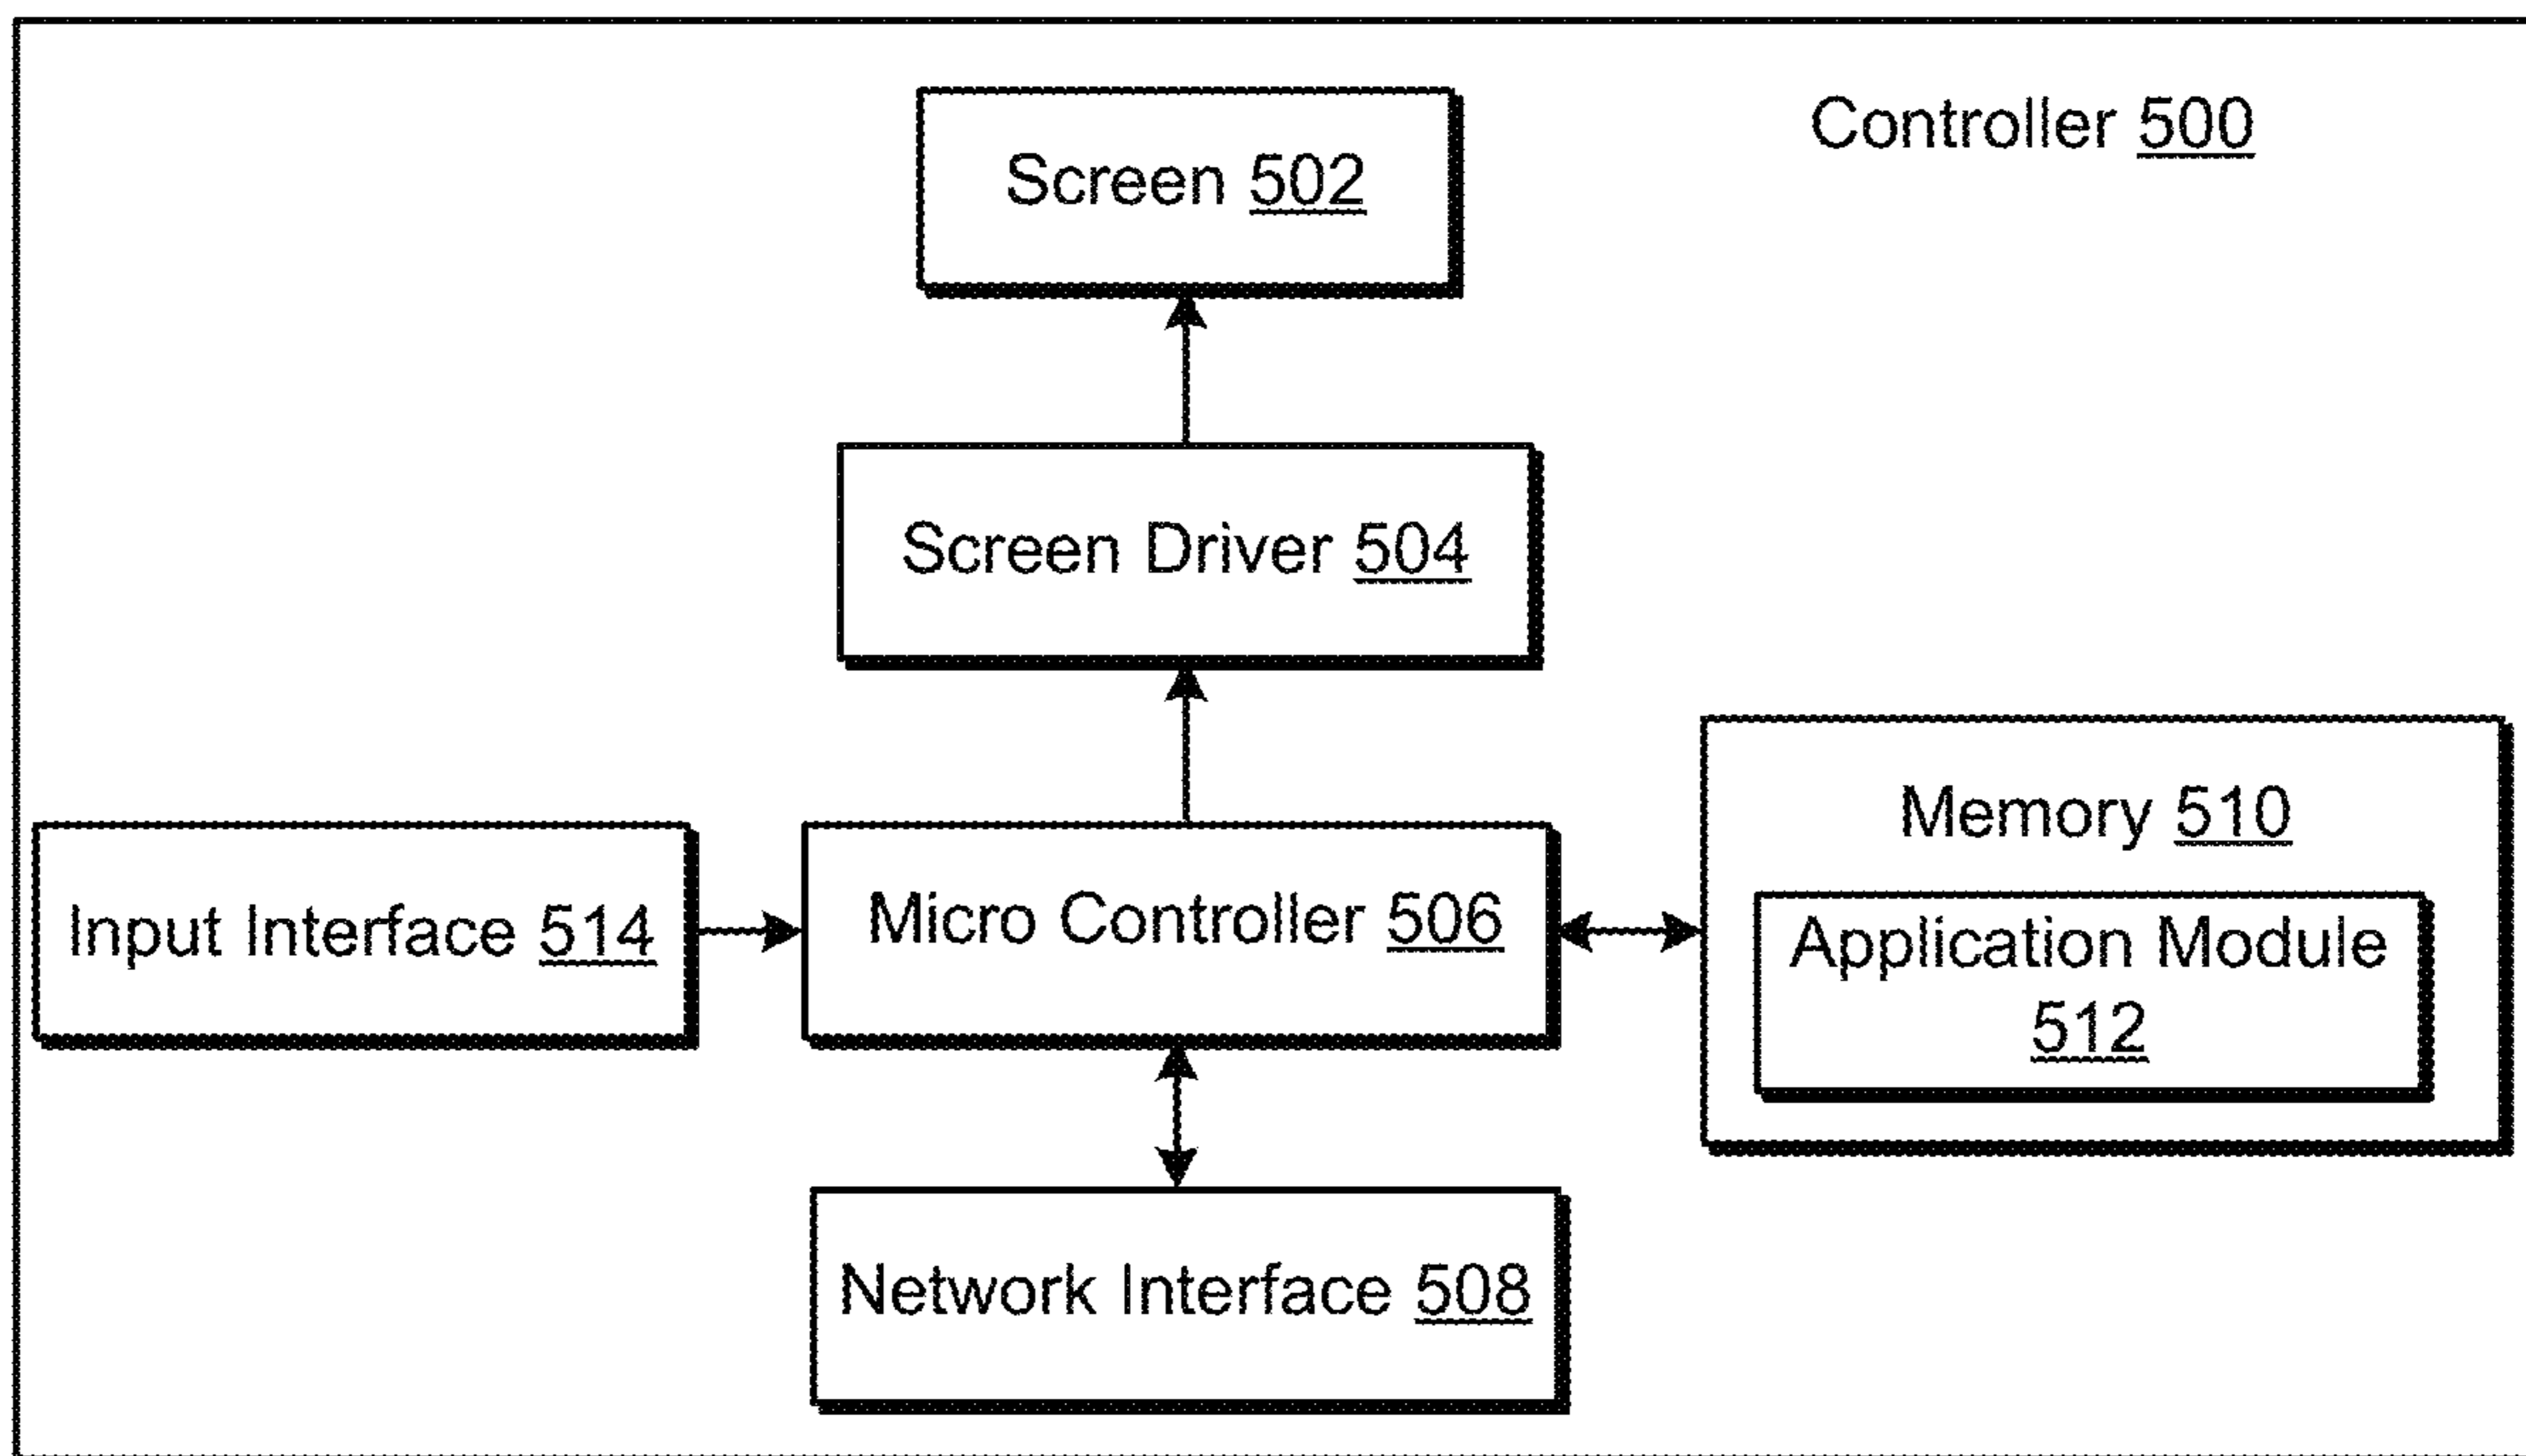 Controller 500
Screen 502
Screen Driver 504
Memory 510
Input Interface 514
Micro Controller 506
Application Module
512
Network Interface 508